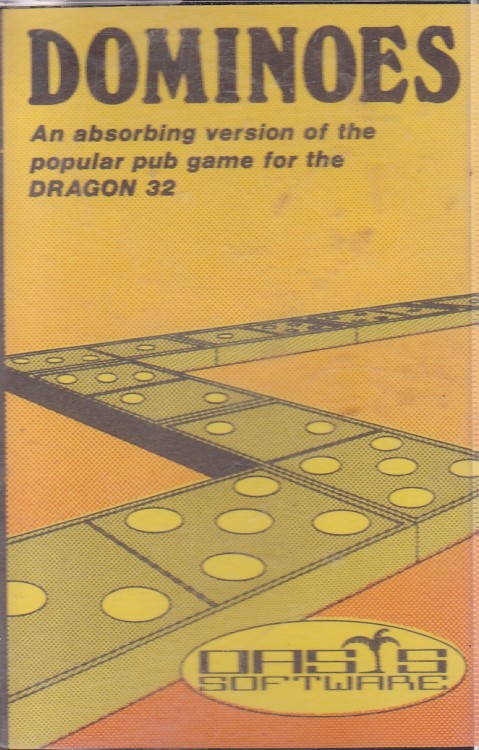 DOMINOES
An absorbing version of the
popular pub game for the
DRAGON 32
OASIS
SOFTWARE